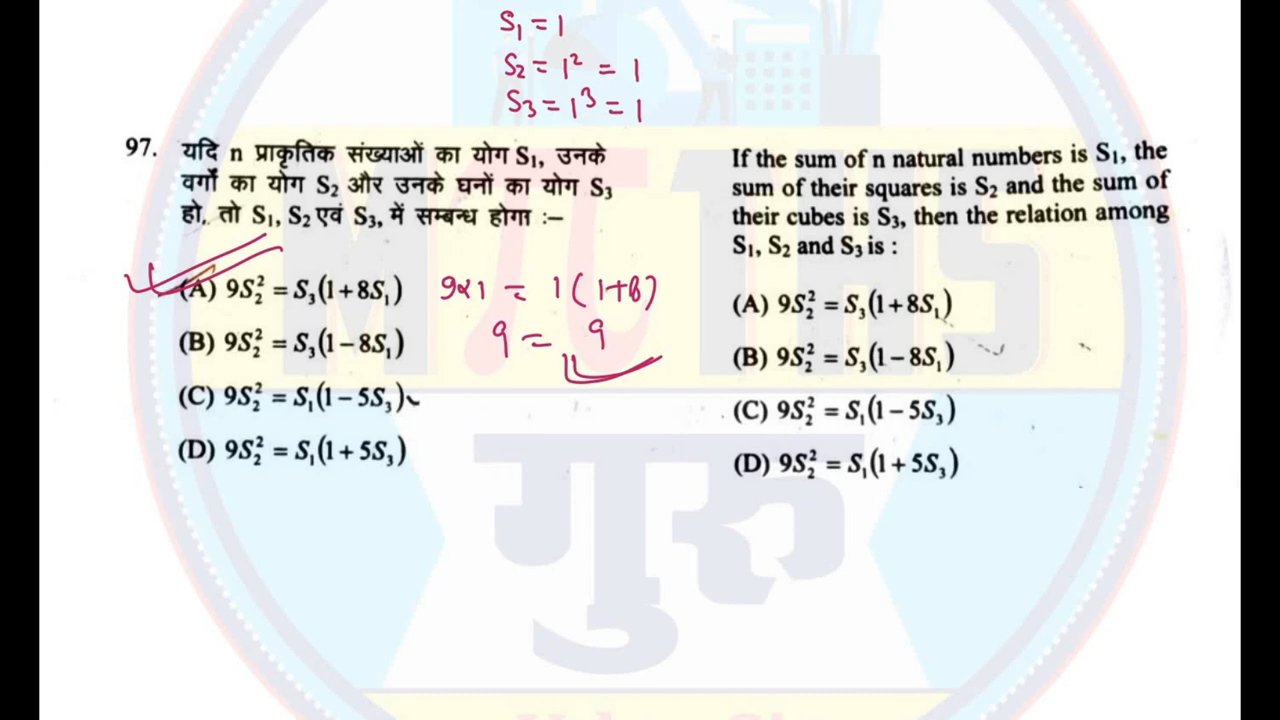 S₁ = 1
S₂ = 1² = 1
S₃ = 1³ = 1
97. यदि n प्राकृतिक संख्याओं का योग S₁, उनके
वर्गों का योग S₂ और उनके घनों का योग S₃
हो, तो S₁, S₂ एवं S₃, में सम्बन्ध होगा :–
(A) 9S₂² = S₃(1+8S₁)
(B) 9S₂² = S₃(1−8S₁)
(C) 9S₂² = S₁(1−5S₃)
(D) 9S₂² = S₁(1+5S₃)
9×1 = 1(1+8)
9 = 9
If the sum of n natural numbers is S₁, the
sum of their squares is S₂ and the sum of
their cubes is S₃, then the relation among
S₁, S₂ and S₃ is :
(A) 9S₂² = S₃(1+8S₁)
(B) 9S₂² = S₃(1−8S₁)
(C) 9S₂² = S₁(1−5S₃)
(D) 9S₂² = S₁(1+5S₃)
गुरु